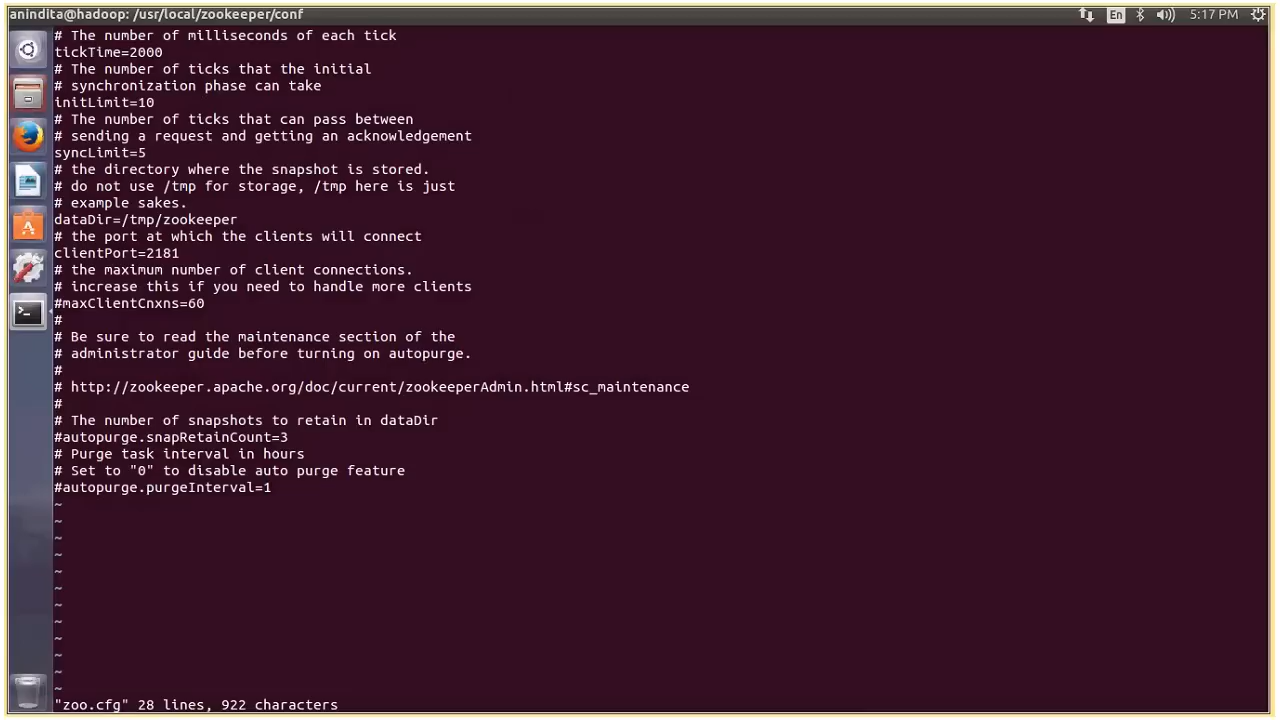 anindita@hadoop: /usr/local/zookeeper/conf
En
5:17 PM
# The number of milliseconds of each tick
tickTime=2000
# The number of ticks that the initial
# synchronization phase can take
initLimit=10
# The number of ticks that can pass between
# sending a request and getting an acknowledgement
syncLimit=5
# the directory where the snapshot is stored.
# do not use /tmp for storage, /tmp here is just
# example sakes.
dataDir=/tmp/zookeeper
# the port at which the clients will connect
clientPort=2181
# the maximum number of client connections.
# increase this if you need to handle more clients
#maxClientCnxns=60
#
# Be sure to read the maintenance section of the
# administrator guide before turning on autopurge.
#
# http://zookeeper.apache.org/doc/current/zookeeperAdmin.html#sc_maintenance
#
# The number of snapshots to retain in dataDir
#autopurge.snapRetainCount=3
# Purge task interval in hours
# Set to "0" to disable auto purge feature
#autopurge.purgeInterval=1
~
~
~
~
~
~
~
~
~
~
~
~
"zoo.cfg" 28 lines, 922 characters